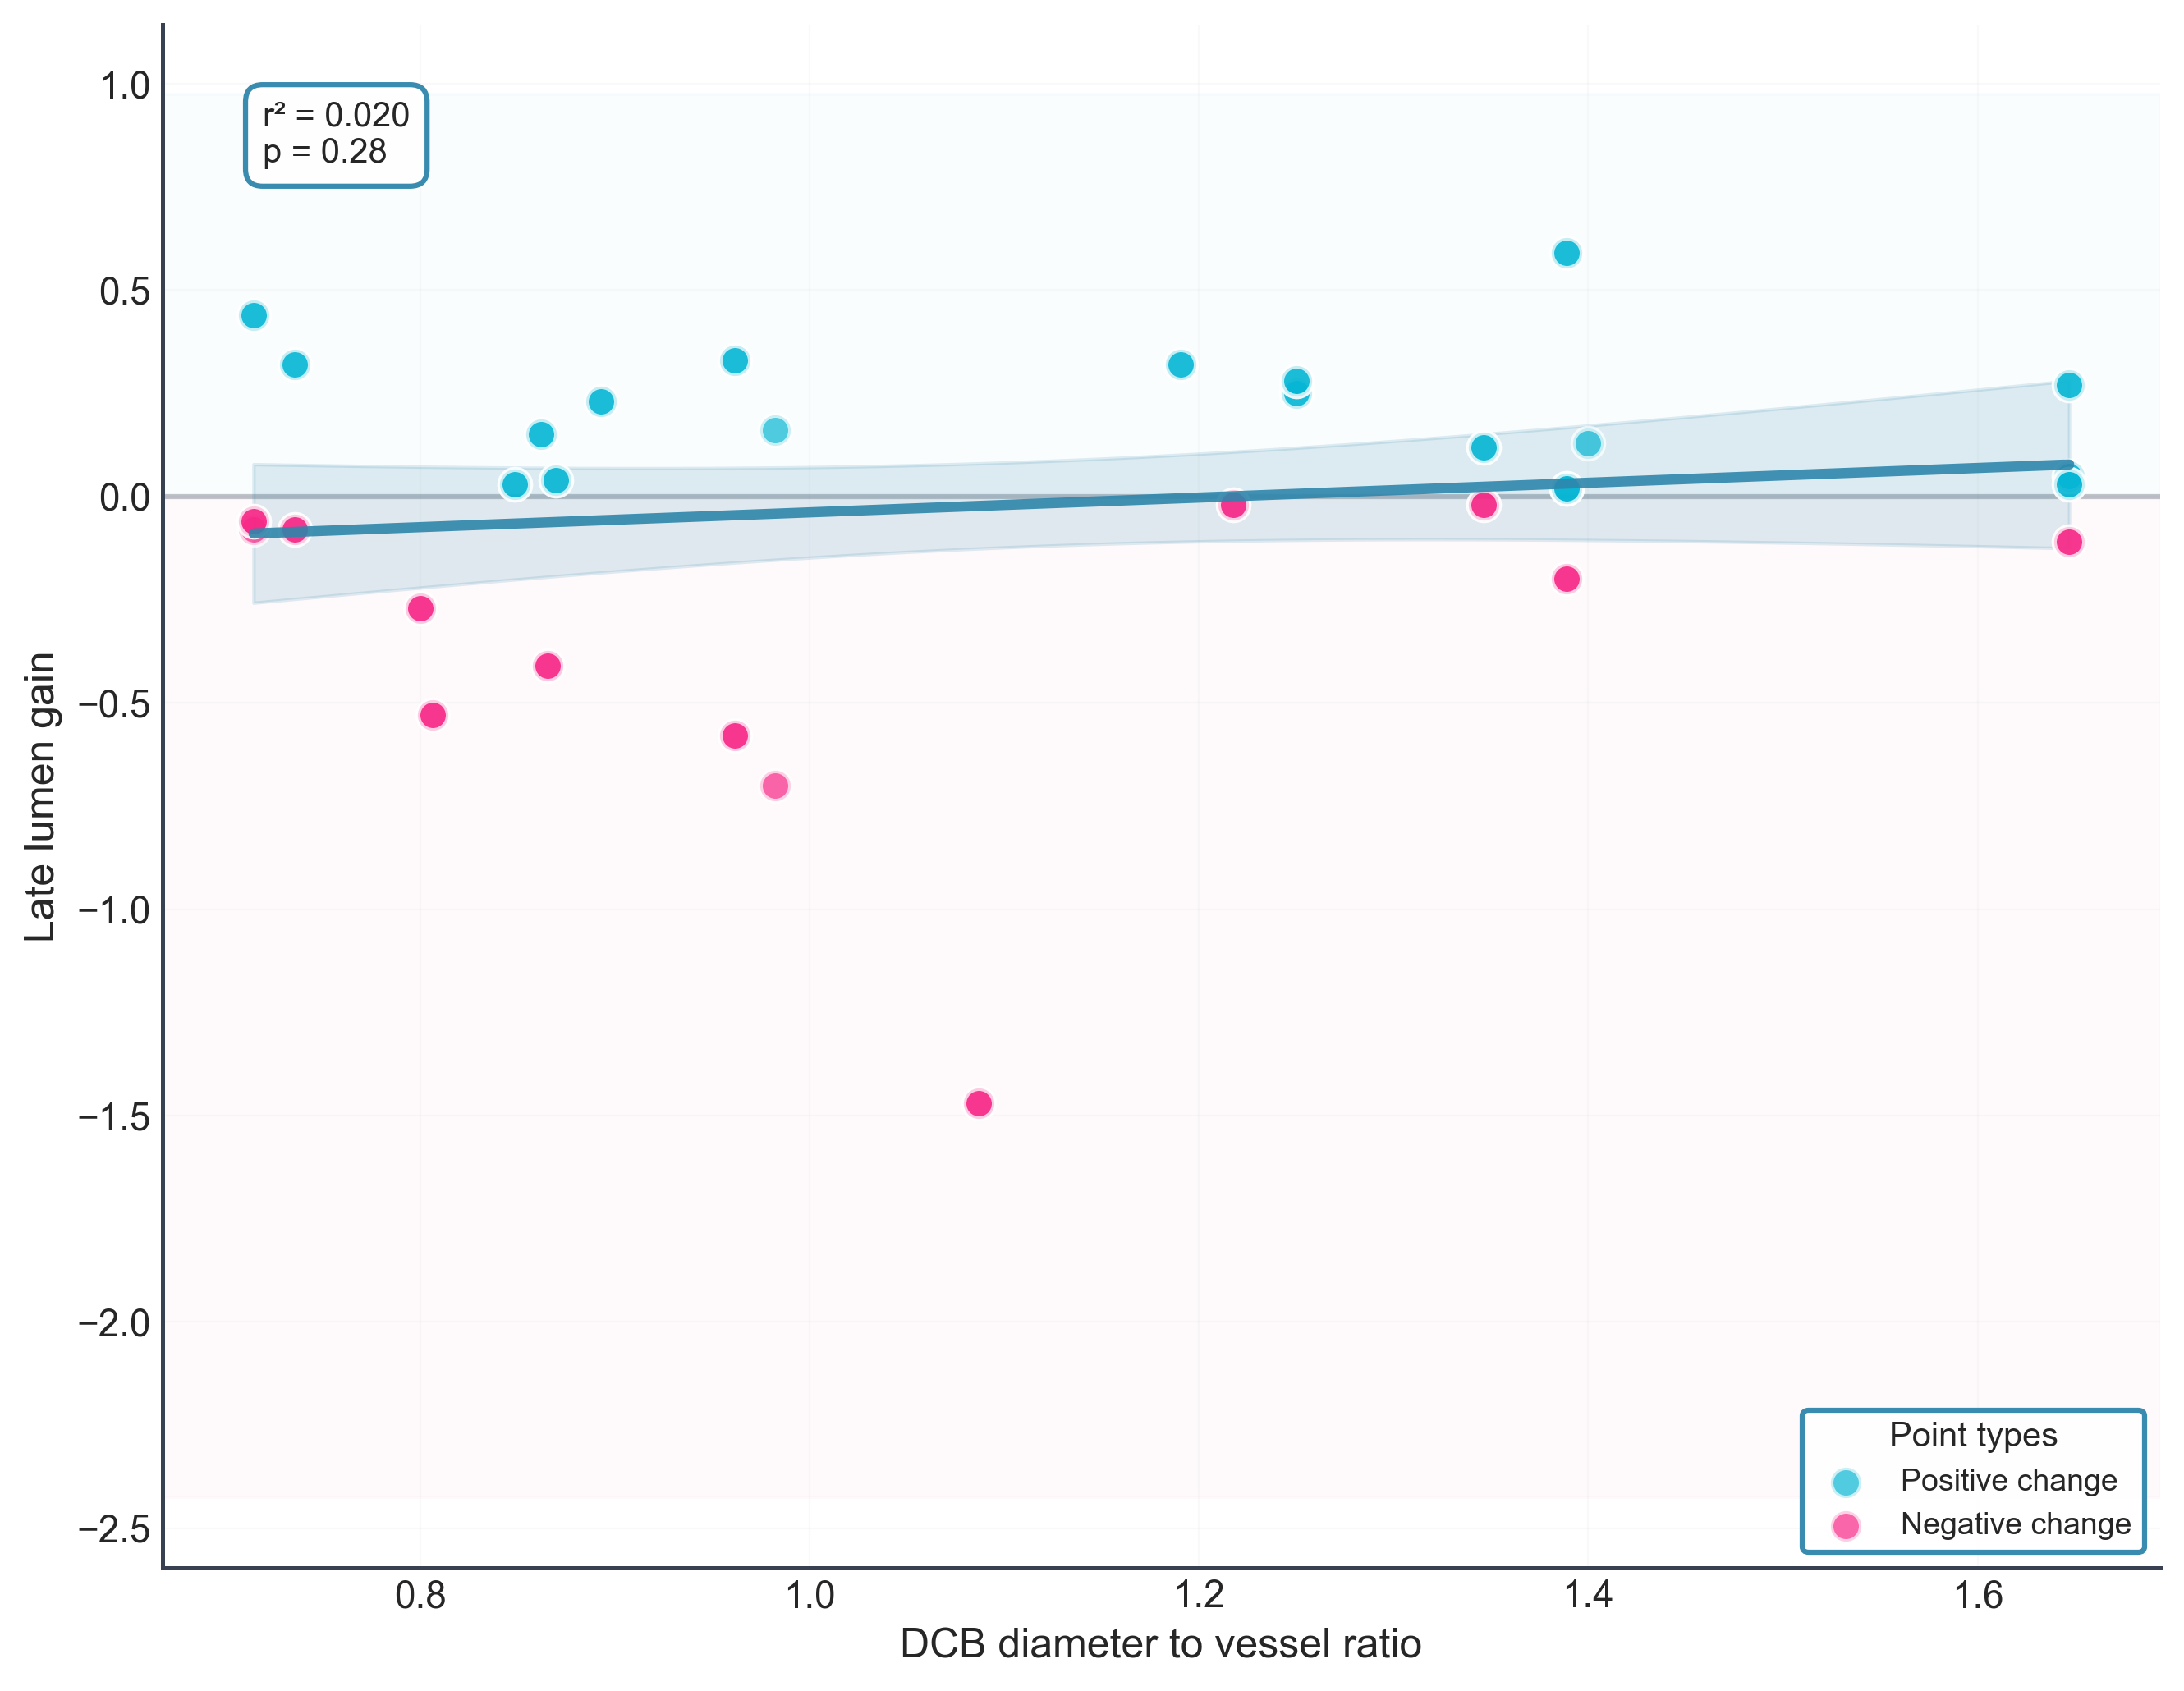 r² = 0.020
p = 0.28
1.0
0.5
0.0
−0.5
−1.0
−1.5
−2.0
−2.5
Late lumen gain
0.8
1.0
1.2
1.4
1.6
DCB diameter to vessel ratio
Point types
Positive change
Negative change